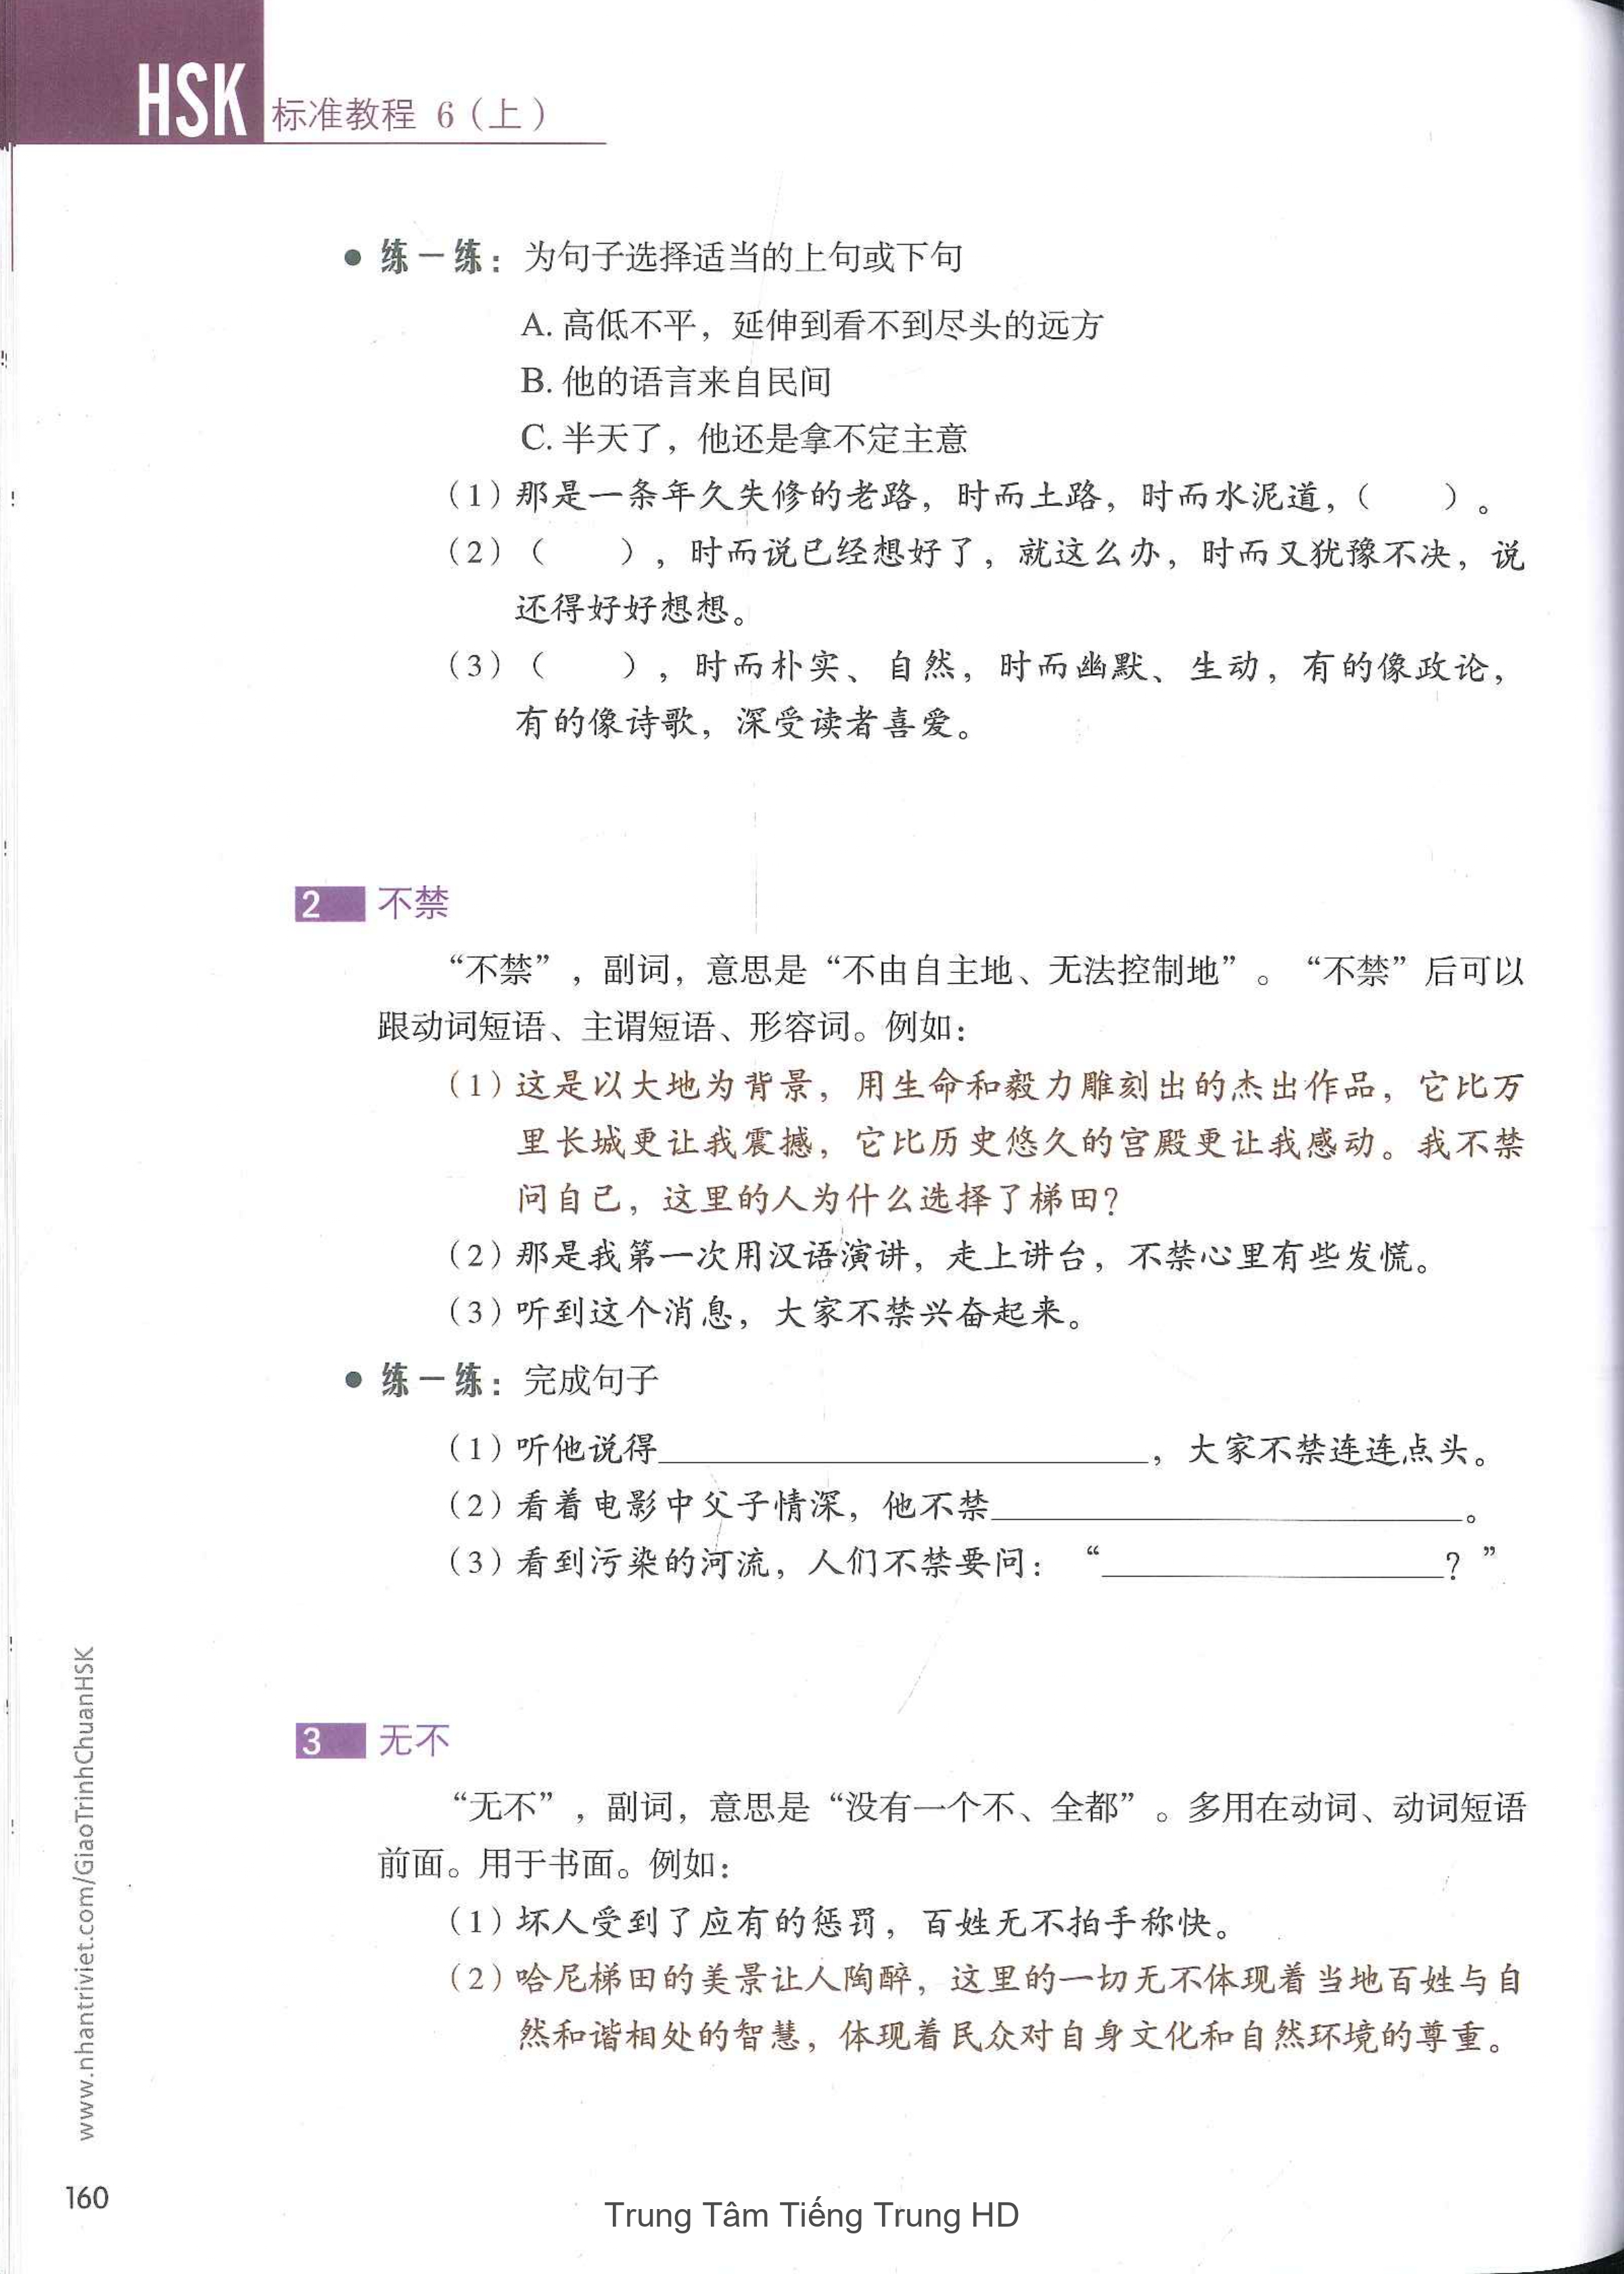 HSK 标准教程 6（上）
● 练一练：为句子选择适当的上句或下句
A. 高低不平，延伸到看不到尽头的远方
B. 他的语言来自民间
C. 半天了，他还是拿不定主意
（1）那是一条年久失修的老路，时而土路，时而水泥道，（　　）。
（2）（　　），时而说已经想好了，就这么办，时而又犹豫不决，说
还得好好想想。
（3）（　　），时而朴实、自然，时而幽默、生动，有的像政论，
有的像诗歌，深受读者喜爱。
2 不禁
“不禁”，副词，意思是“不由自主地、无法控制地”。“不禁”后可以
跟动词短语、主谓短语、形容词。例如：
（1）这是以大地为背景，用生命和毅力雕刻出的杰出作品，它比万
里长城更让我震撼，它比历史悠久的宫殿更让我感动。我不禁
问自己，这里的人为什么选择了梯田？
（2）那是我第一次用汉语演讲，走上讲台，不禁心里有些发慌。
（3）听到这个消息，大家不禁兴奋起来。
● 练一练：完成句子
（1）听他说得____________________，大家不禁连连点头。
（2）看着电影中父子情深，他不禁____________________。
（3）看到污染的河流，人们不禁要问：“____________________？”
3 无不
“无不”，副词，意思是“没有一个不、全都”。多用在动词、动词短语
前面。用于书面。例如：
（1）坏人受到了应有的惩罚，百姓无不拍手称快。
（2）哈尼梯田的美景让人陶醉，这里的一切无不体现着当地百姓与自
然和谐相处的智慧，体现着民众对自身文化和自然环境的尊重。
www.nhantriviet.com/GiaoTrinhChuanHSK
160
Trung Tâm Tiếng Trung HD